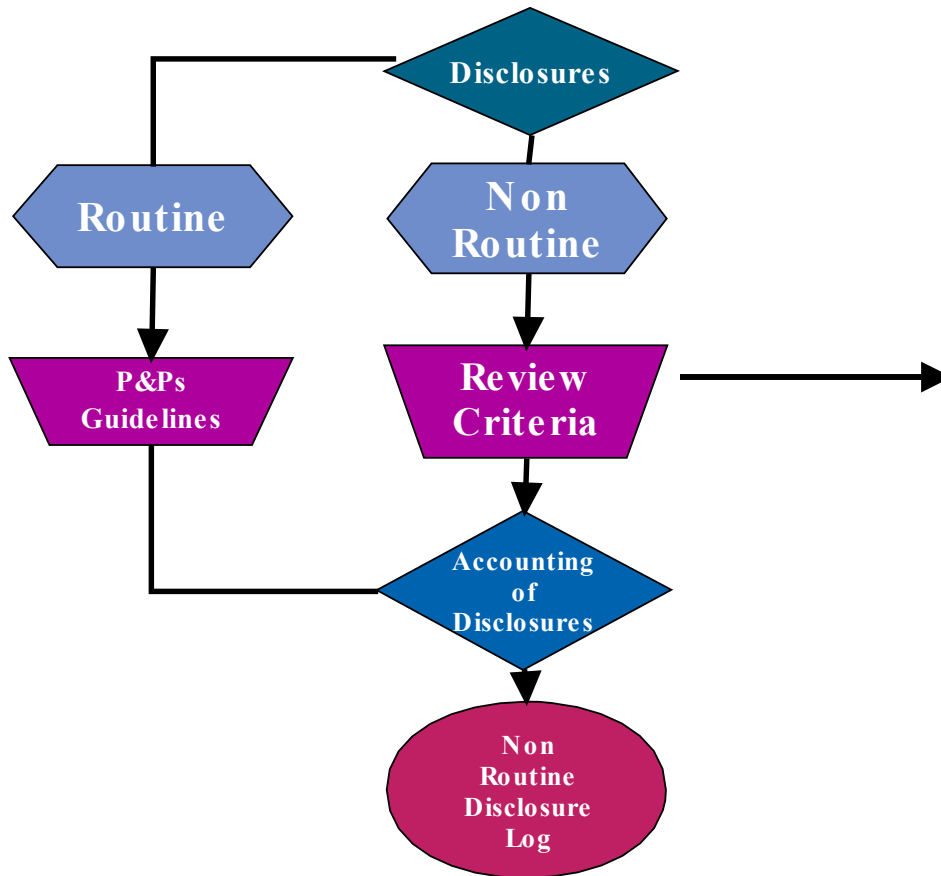 Disclosures
Routine
Non
Routine
P&Ps
Guidelines
Review
Criteria
Accounting
of
Disclosures
Non
Routine
Disclosure
Log